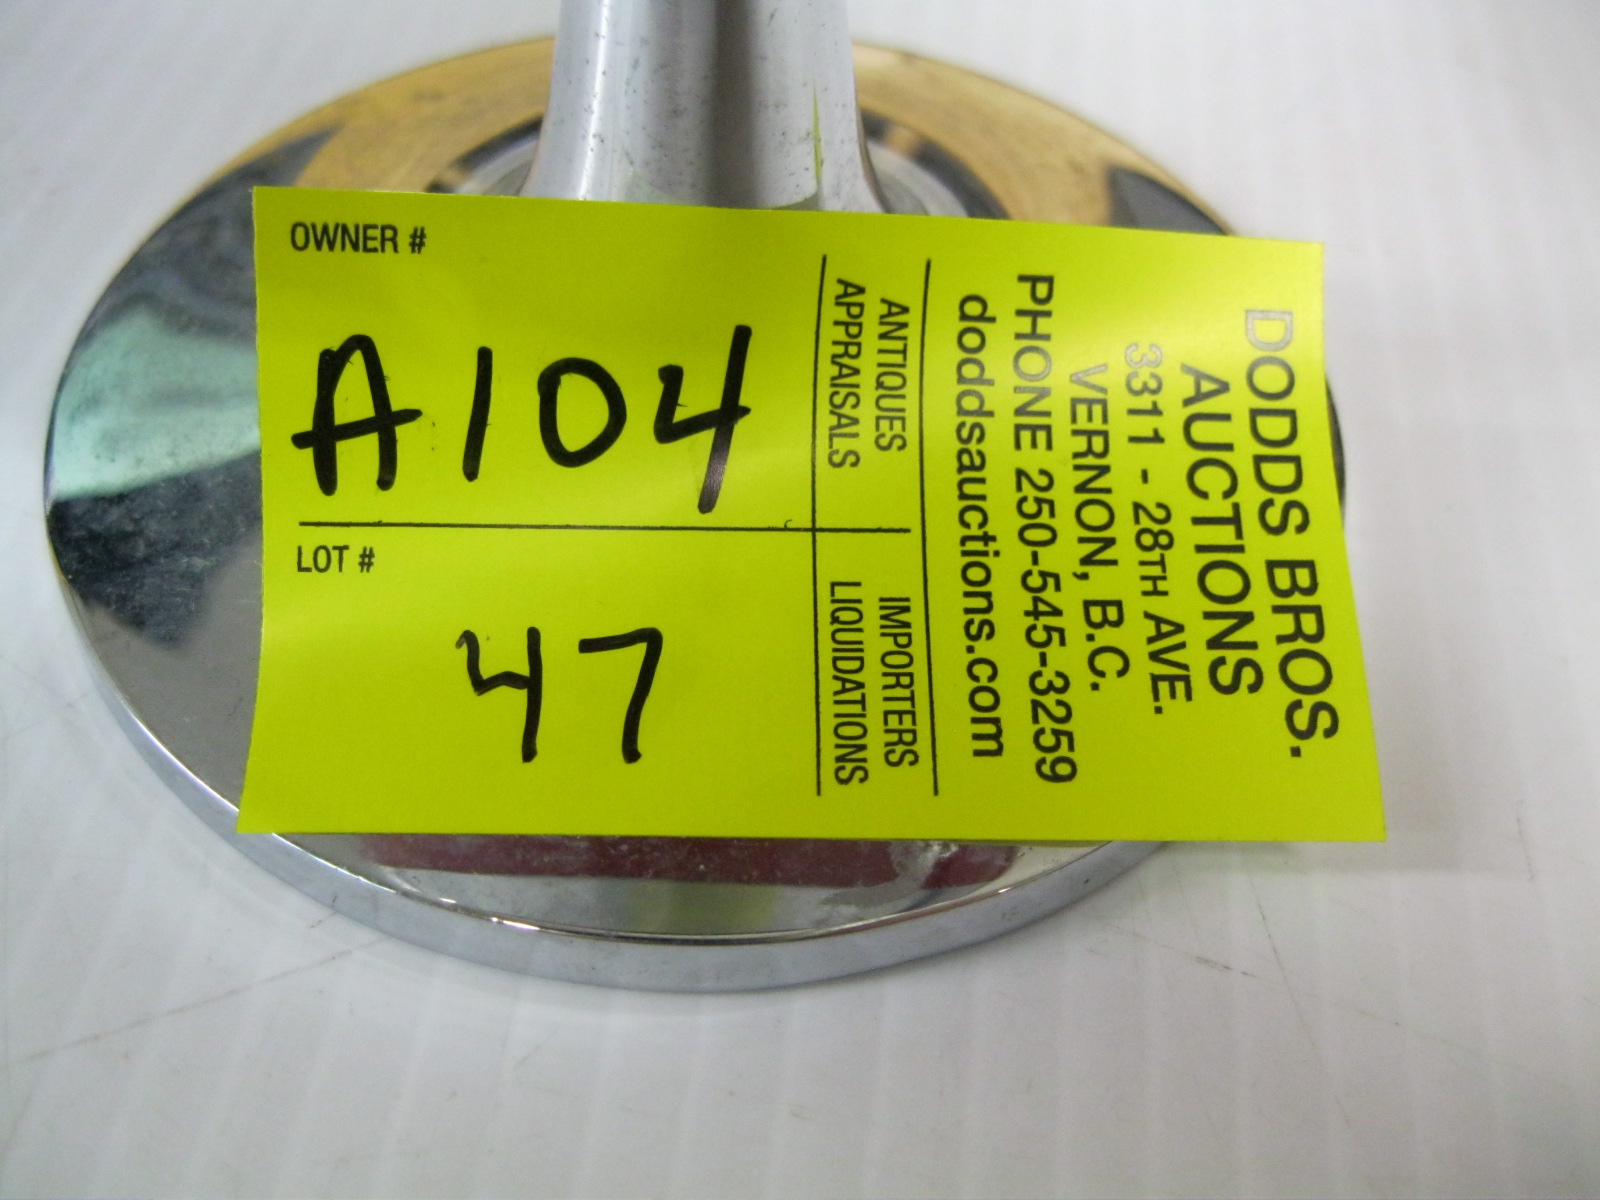 OWNER #
A104
LOT #
47
DODDS BROS.
AUCTIONS
3311 - 28TH AVE.
VERNON, B.C.
PHONE 250-545-3259
doddsauctions.com
ANTIQUES
APPRAISALS
IMPORTERS
LIQUIDATIONS